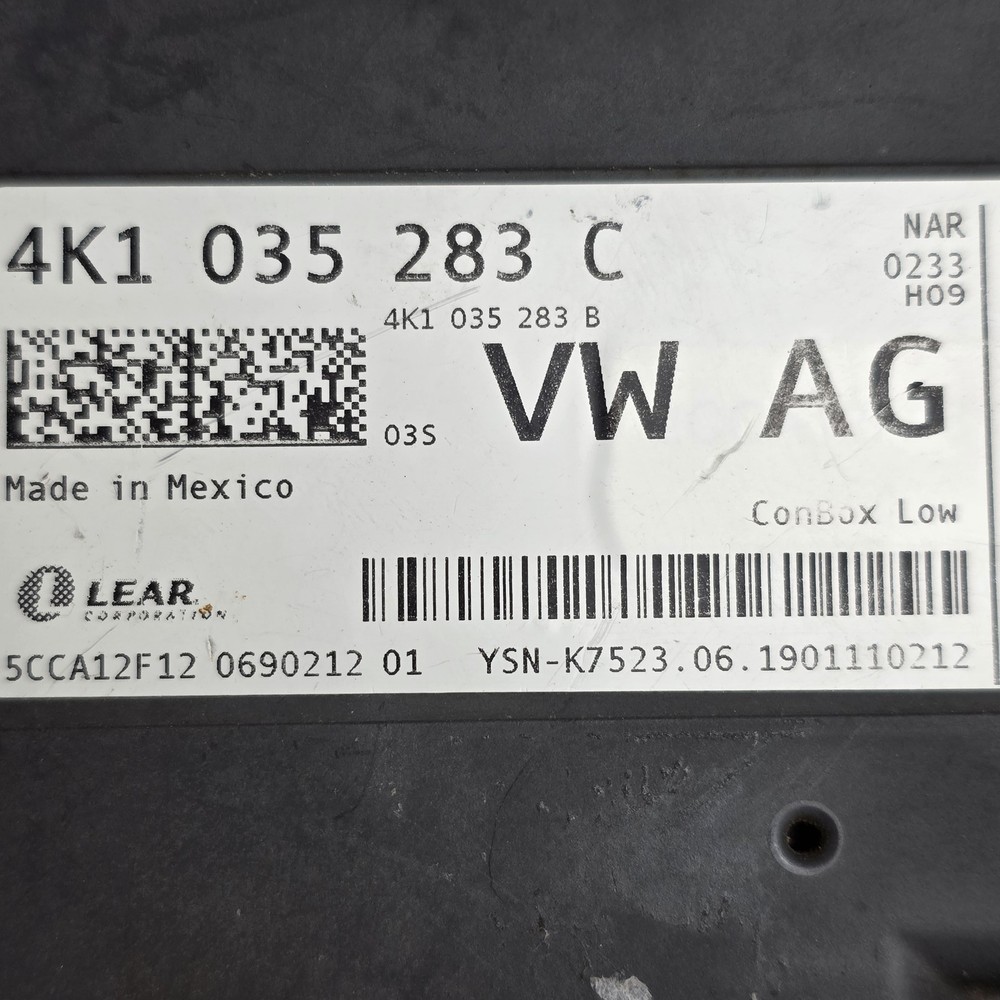 4K1 035 283 C
NAR
0233
H09
4K1 035 283 B
VW AG
03S
Made in Mexico
ConBox Low
LEAR
CORPORATION
5CCA12F12 0690212 01 YSN-K7523.06.1901110212